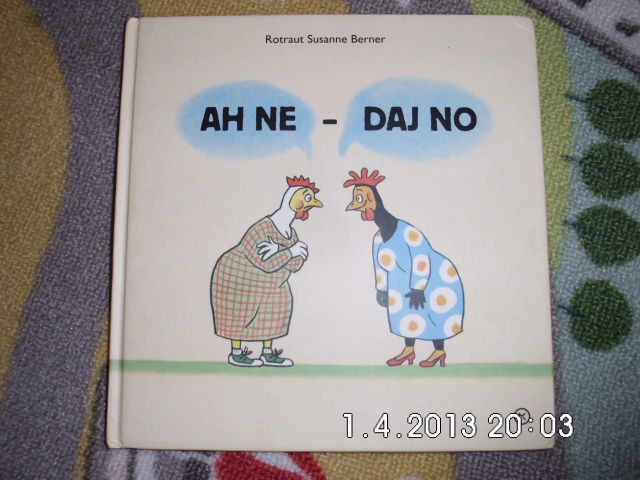 Rotraut Susanne Berner
AH NE - DAJ NO
1.4.2013 20:03